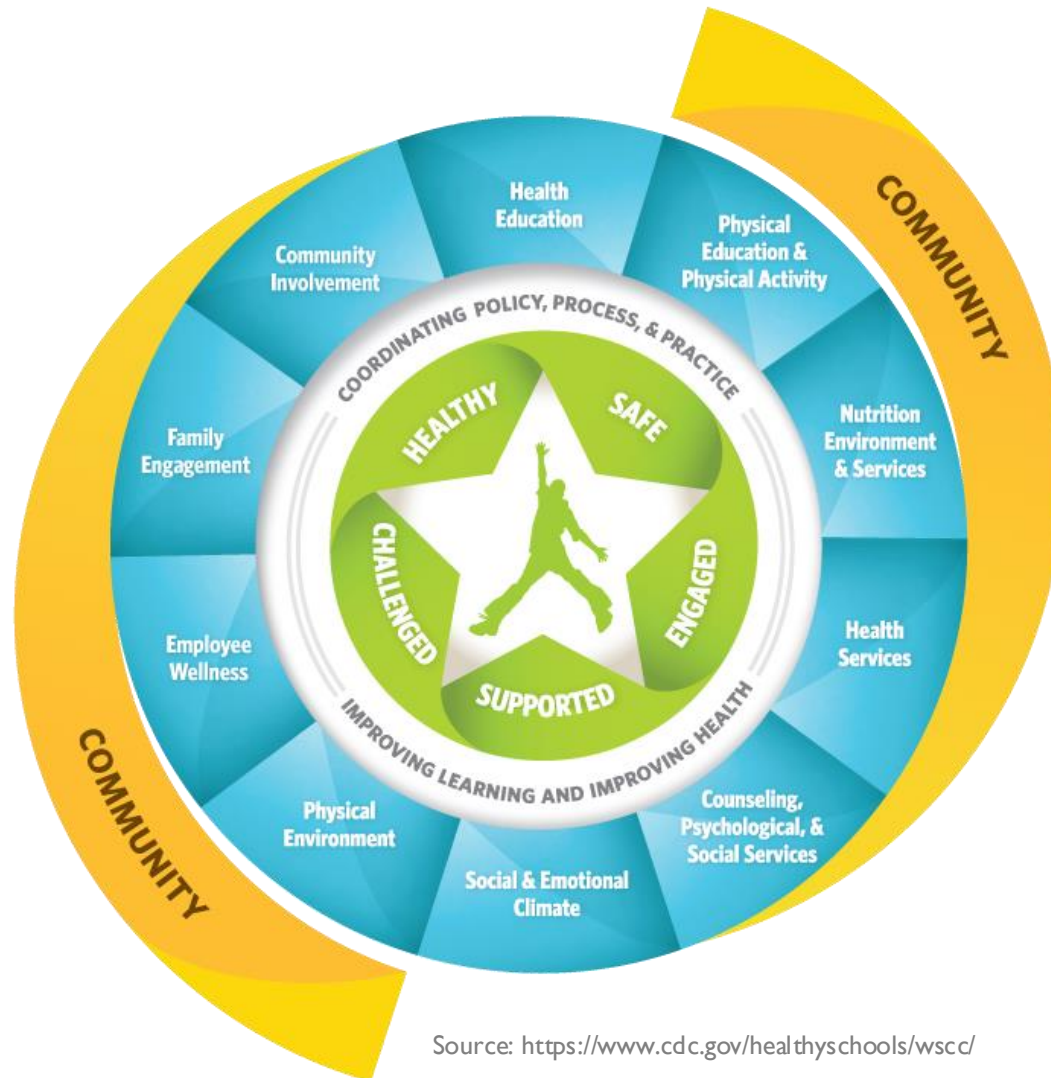 COMMUNITY
Health
Education
Physical
Education &
Physical Activity
Nutrition
Environment
& Services
Health
Services
Counseling,
Psychological, &
Social Services
Social & Emotional
Climate
Physical
Environment
Employee
Wellness
Family
Engagement
Community
Involvement
COORDINATING POLICY, PROCESS, & PRACTICE
IMPROVING LEARNING AND IMPROVING HEALTH
HEALTHY
SAFE
ENGAGED
SUPPORTED
CHALLENGED
COMMUNITY
Source: https://www.cdc.gov/healthyschools/wscc/